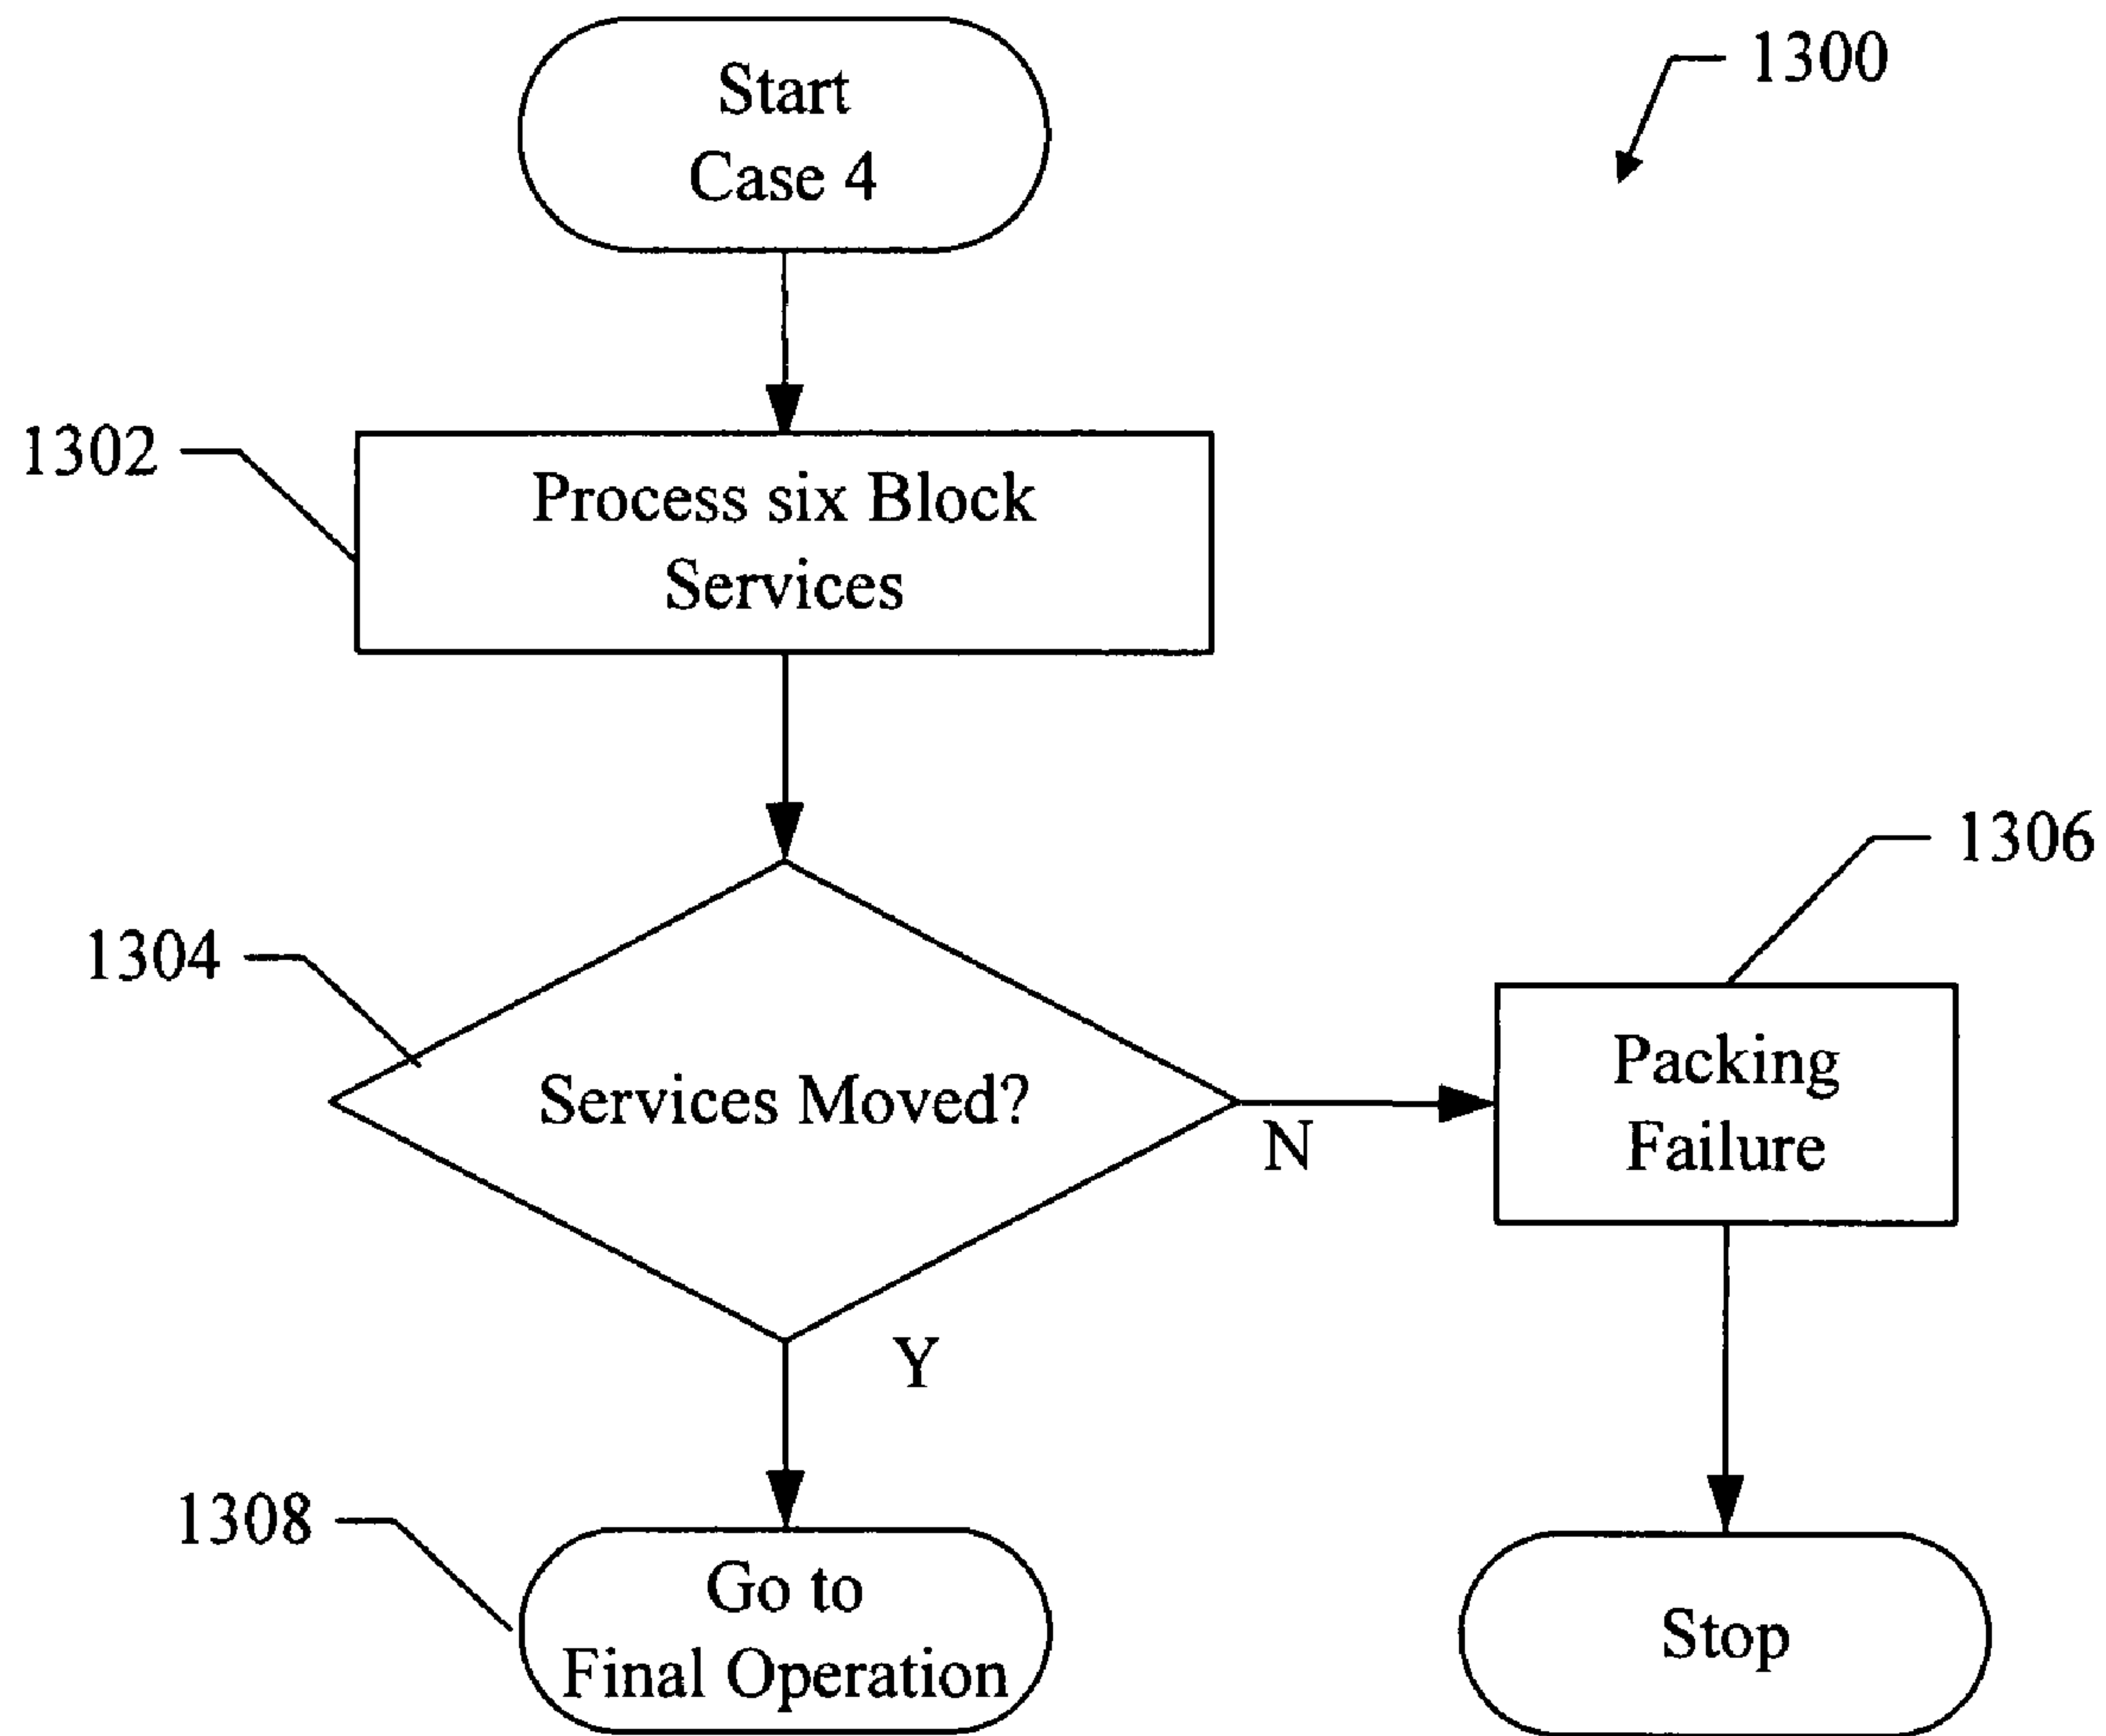 Start
Case 4
1300
1302
Process six Block
Services
1304
Services Moved?
N
Y
1306
Packing
Failure
1308
Go to
Final Operation
Stop